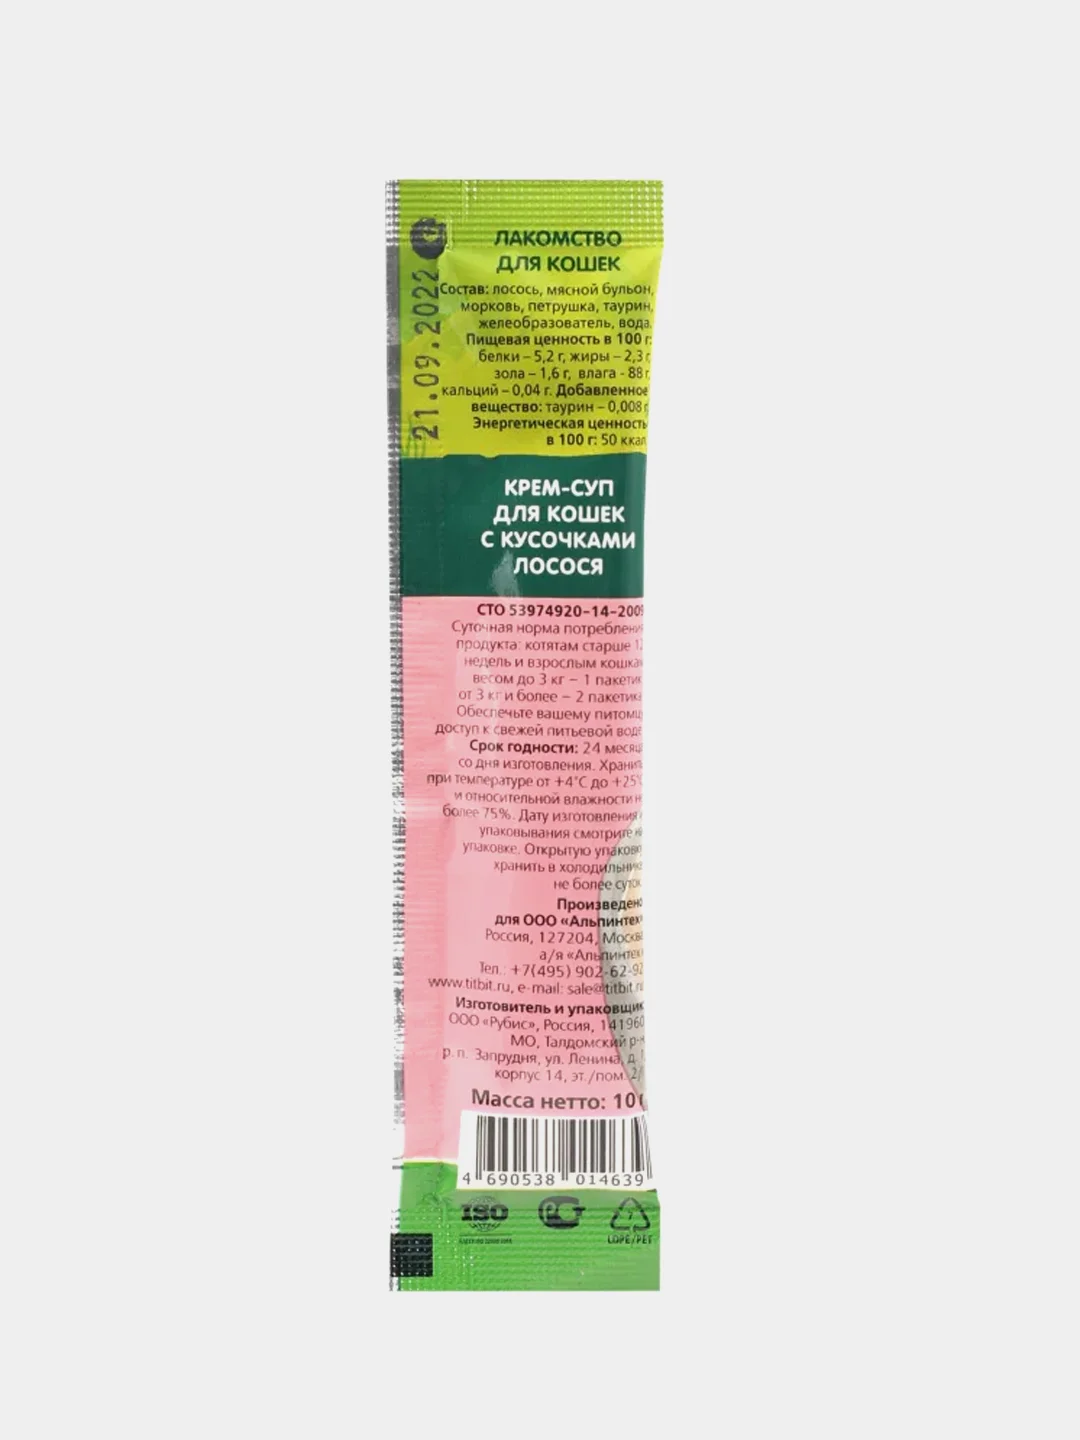 ЛАКОМСТВО
ДЛЯ КОШЕК
Состав: лосось, мясной бульон,
морковь, петрушка, таурин,
желеобразователь, вода.
Пищевая ценность в 100 г:
белки – 5,2 г, жиры – 2,3 г,
зола – 1,6 г, влага - 88 г,
кальций – 0,04 г. Добавленное
вещество: таурин – 0,008 г
Энергетическая ценность
в 100 г: 50 ккал
21.09.2022
КРЕМ-СУП
ДЛЯ КОШЕК
С КУСОЧКАМИ
ЛОСОСЯ
СТО 53974920-14-2009
Суточная норма потребления
продукта: котятам старше 12
недель и взрослым кошкам
весом до 3 кг – 1 пакетик
от 3 кг и более – 2 пакетика
Обеспечьте вашему питомцу
доступ к свежей питьевой воде
Срок годности: 24 месяца
со дня изготовления. Хранить
при температуре от +4°С до +25°С
и относительной влажности не
более 75%. Дату изготовления и
упаковывания смотрите на
упаковке. Открытую упаковку
хранить в холодильнике
не более суток.
Произведено
для ООО «Альпинтех»
Россия, 127204, Москва
а/я «Альпинтех»
Тел.: +7(495) 902-62-92
www.titbit.ru, e-mail: sale@titbit.ru
Изготовитель и упаковщик
ООО «Рубис», Россия, 141960
МО, Талдомский р-н
р.п. Запрудня, ул. Ленина, д.
корпус 14, эт./пом. 2/
Масса нетто: 10
4 690538 014639
ISO
РСТ
7
LDPE/PET